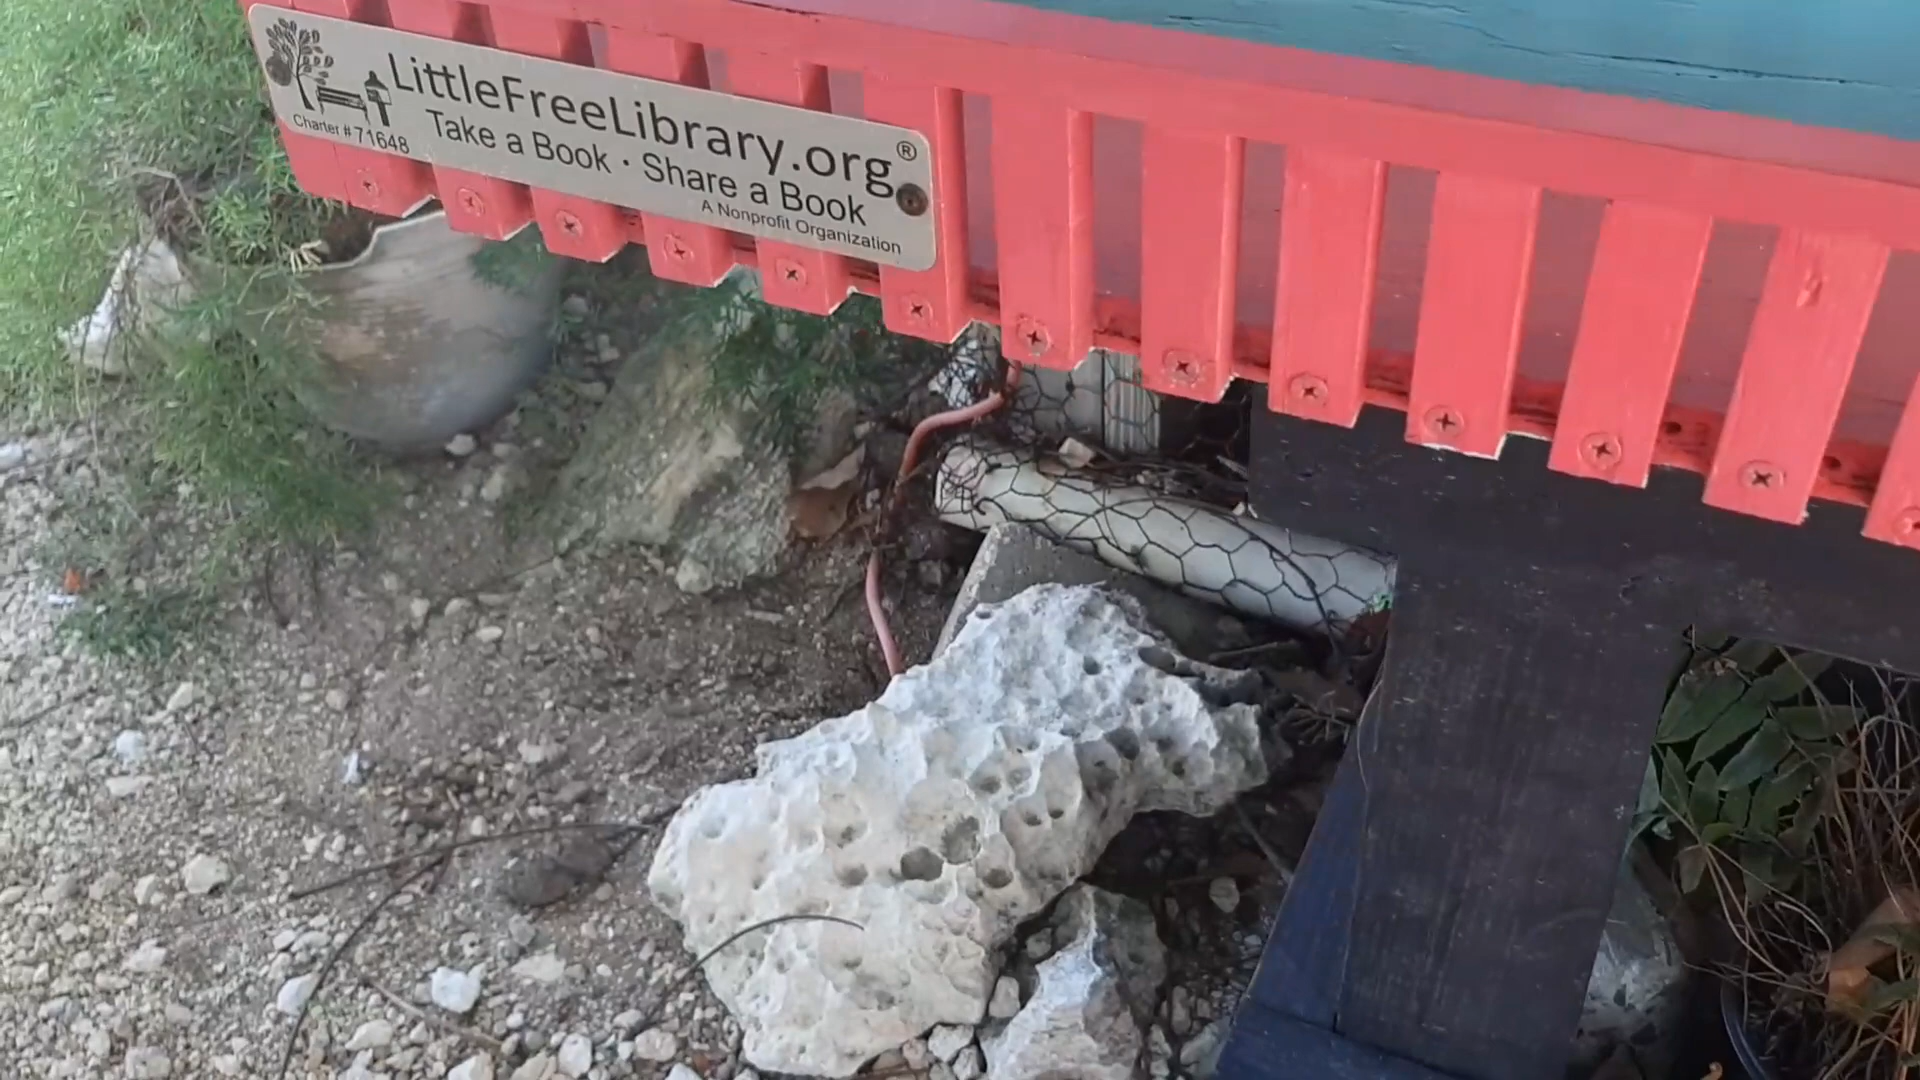 LittleFreeLibrary.org®
Charter # 71648
Take a Book · Share a Book
A Nonprofit Organization